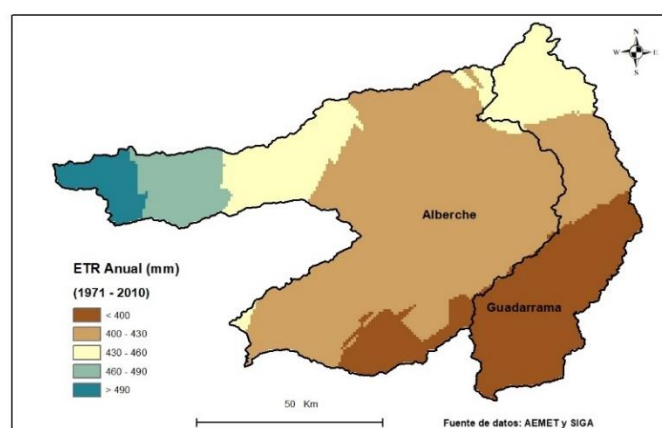 N
W E
S
Alberche
Guadarrama
ETR Anual (mm)
(1971 - 2010)
< 400
400 - 430
430 - 460
460 - 490
> 490
50 Km
Fuente de datos: AEMET y SIGA